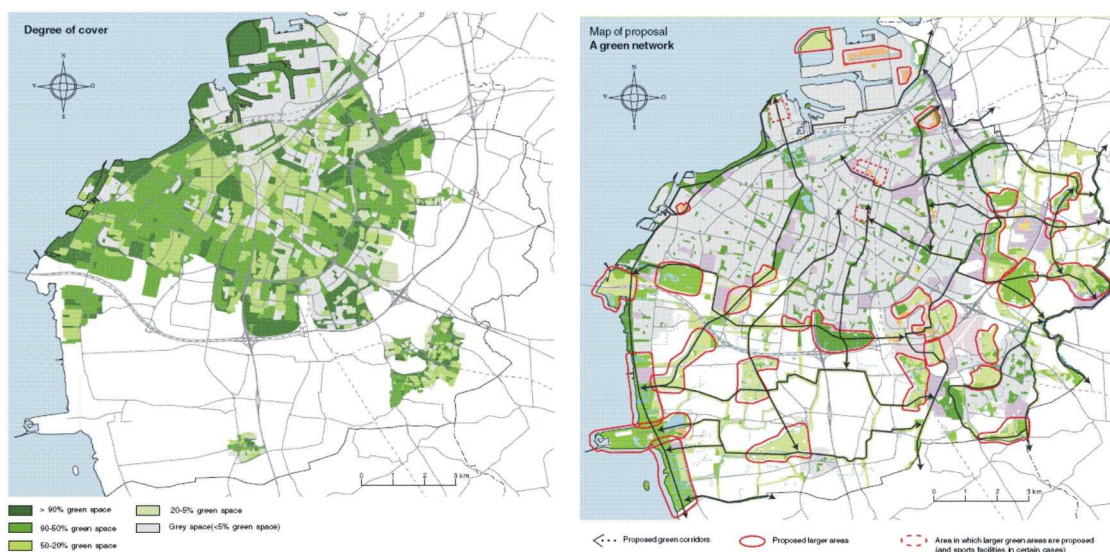 Degree of cover
N
V
O
S
0
1
2
3 km
> 90% green space
90-50% green space
50-20% green space
20-5% green space
Grey space(<5% green space)
Map of proposal
A green network
N
V
O
S
0
1
2
3 km
Proposed green corridors
Proposed larger areas
Area in which larger green areas are proposed
(and sports facilities in certain cases)